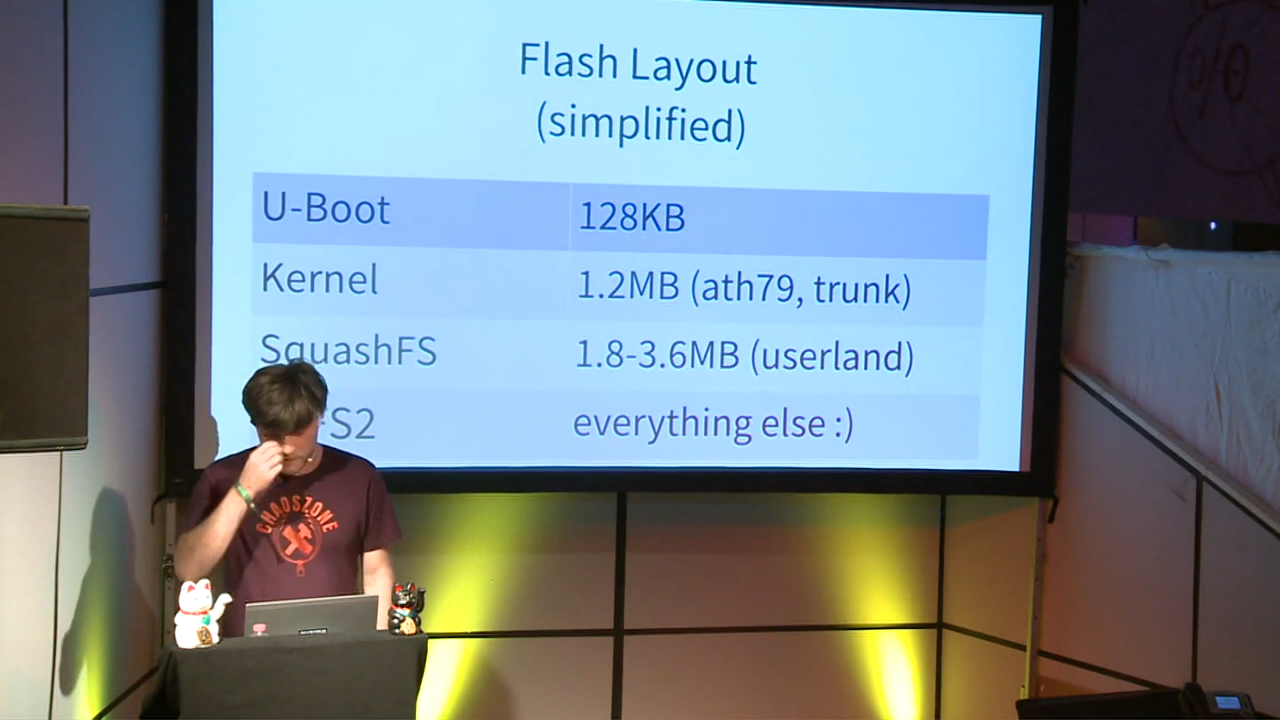 Flash Layout
(simplified)
U-Boot 128KB
Kernel 1.2MB (ath79, trunk)
SquashFS 1.8-3.6MB (userland)
FS2 everything else :)
CHAOSZONE